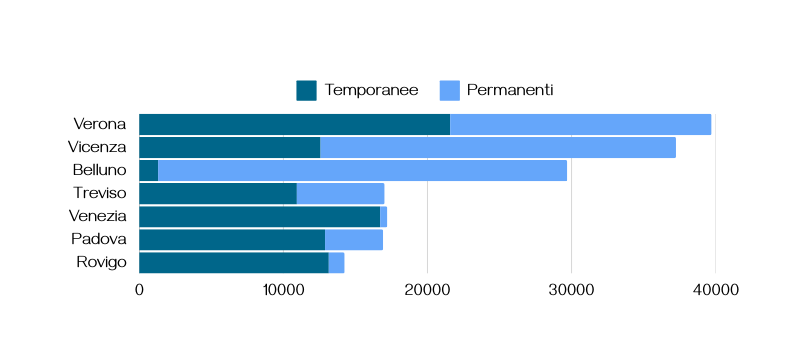 Temporanee Permanenti
Verona
Vicenza
Belluno
Treviso
Venezia
Padova
Rovigo
0 10000 20000 30000 40000